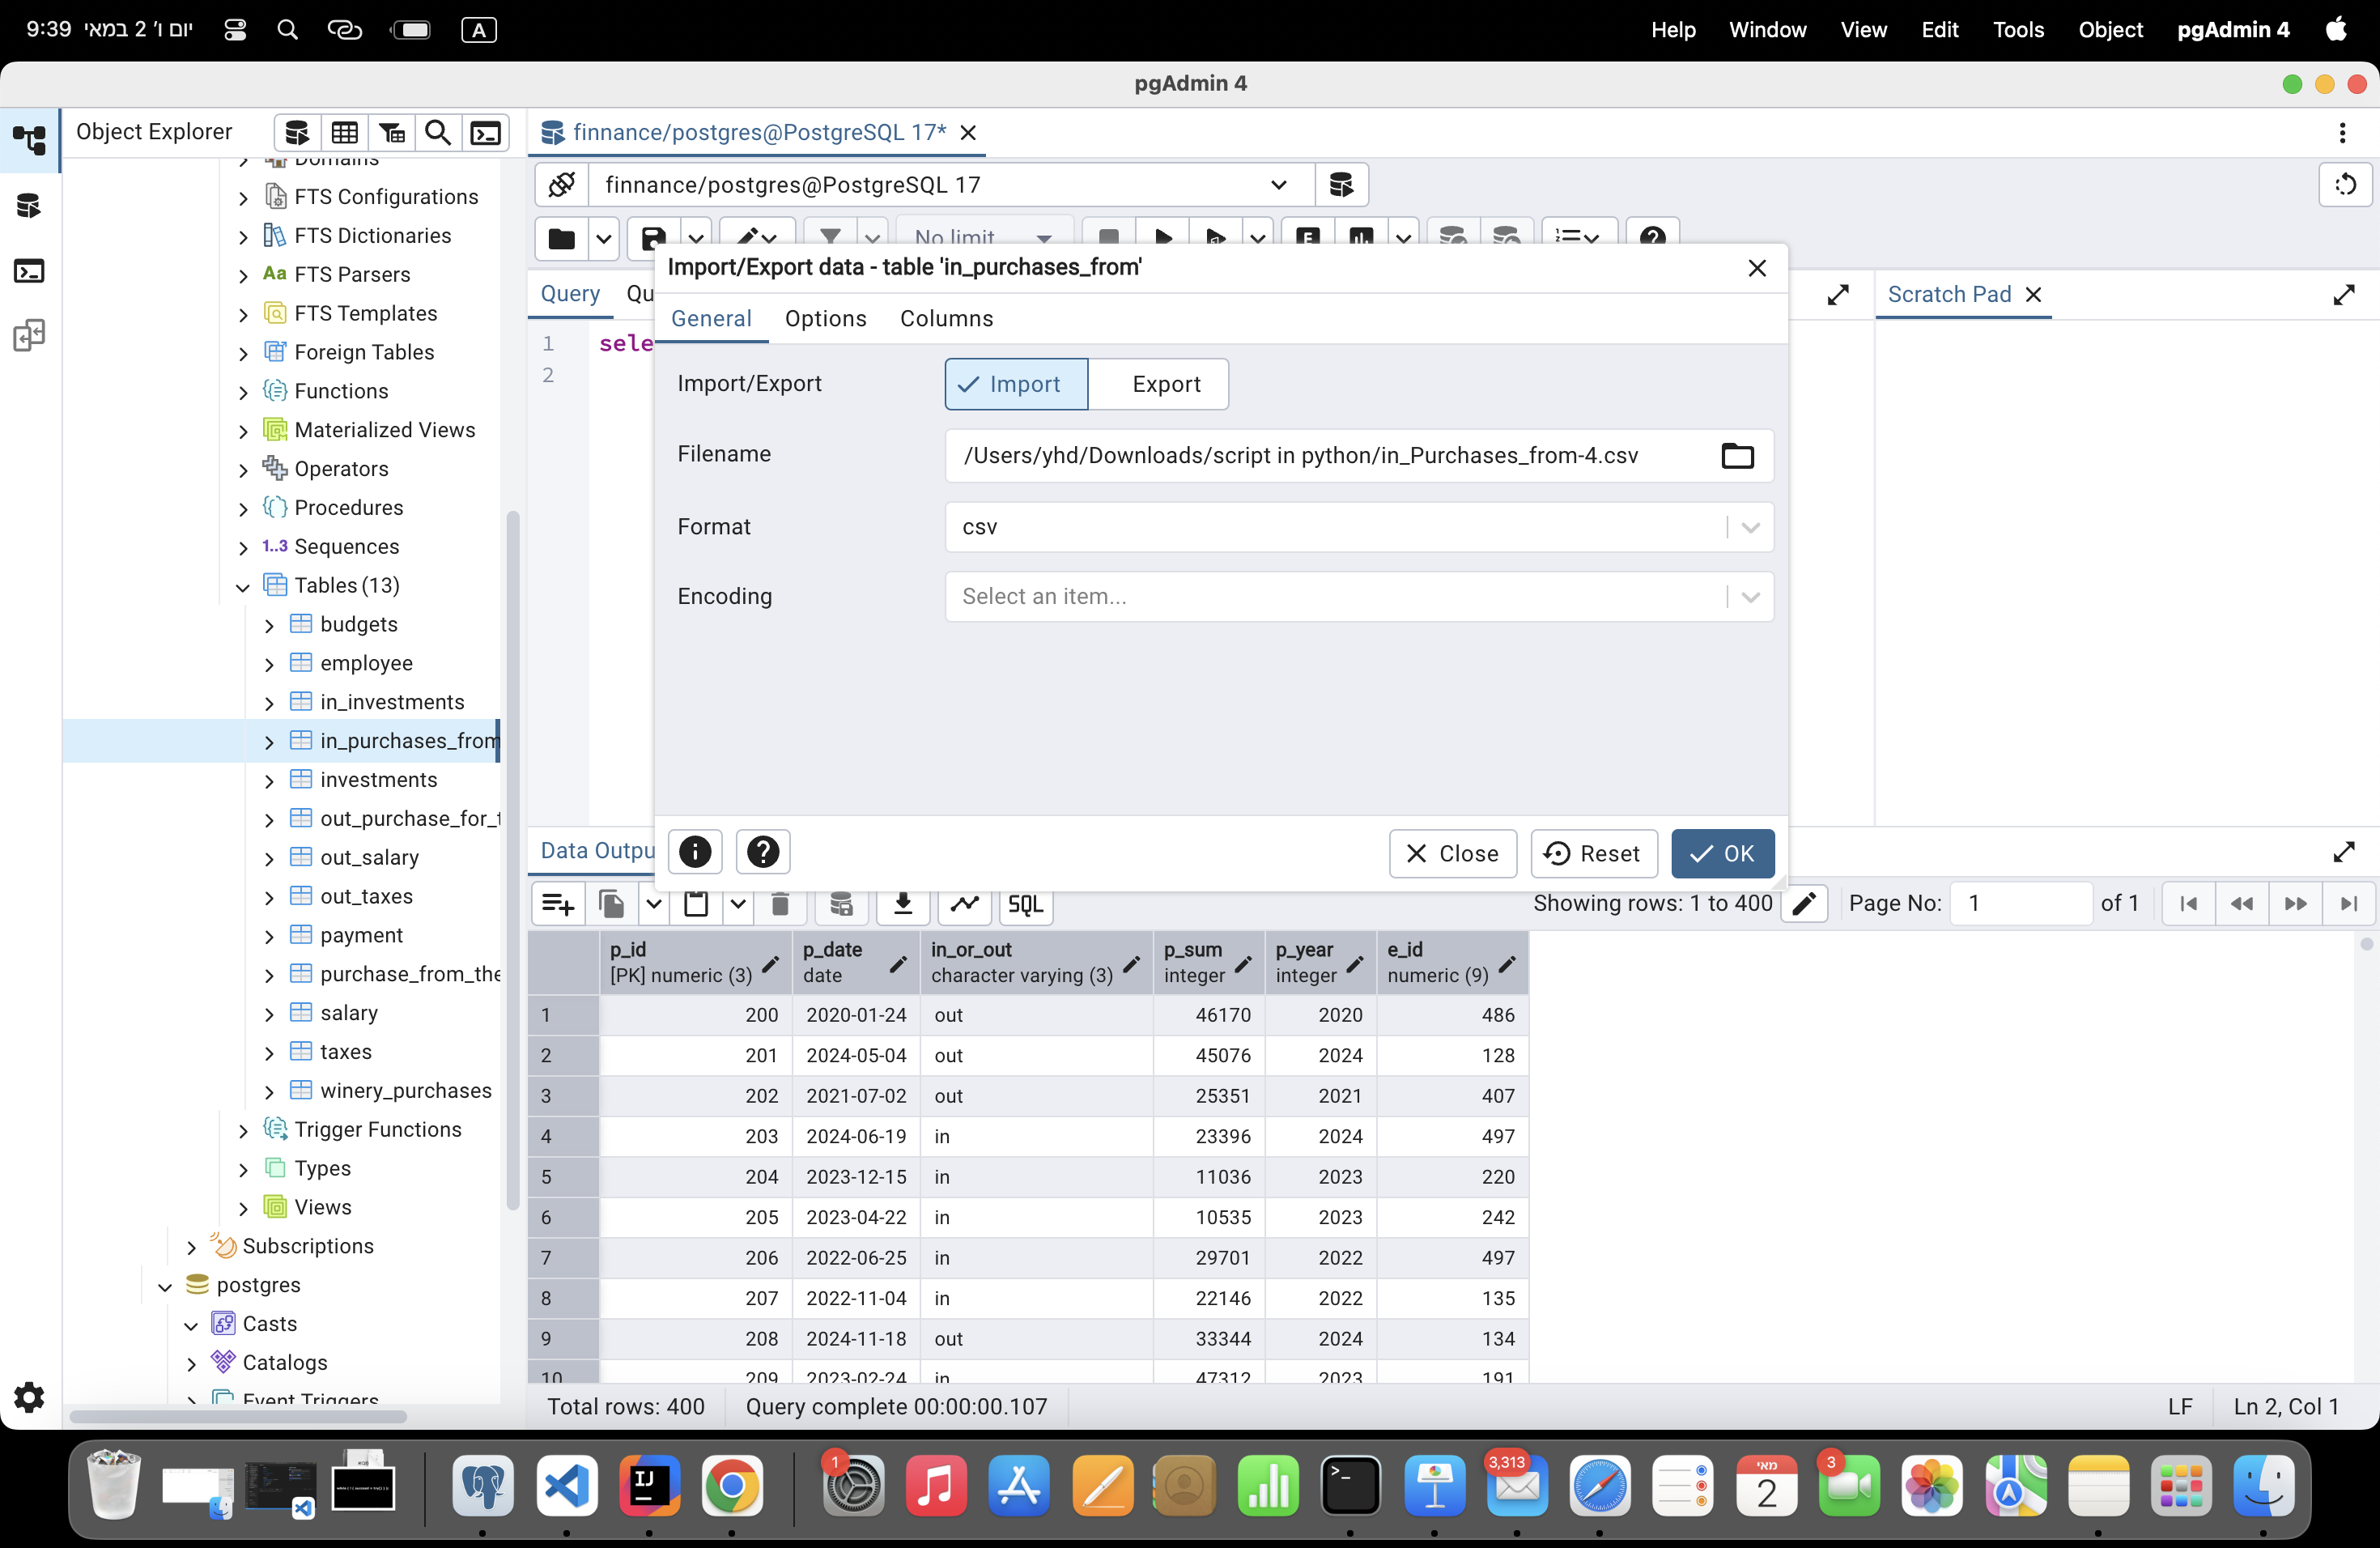 9:39 יום ו׳ 2 במאי A Help Window View Edit Tools Object pgAdmin 4
pgAdmin 4
Object Explorer
finnance/postgres@PostgreSQL 17*
finnance/postgres@PostgreSQL 17
No limit
Domains
FTS Configurations
FTS Dictionaries
Aa FTS Parsers
FTS Templates
Foreign Tables
Functions
Materialized Views
Operators
Procedures
1..3 Sequences
Tables (13)
budgets
employee
in_investments
in_purchases_from
investments
out_purchase_for_t
out_salary
out_taxes
payment
purchase_from_the
salary
taxes
winery_purchases
Trigger Functions
Types
Views
Subscriptions
postgres
Casts
Catalogs
Event Triggers
Query Qu
Scratch Pad
1 sele
2
Import/Export data - table 'in_purchases_from'
General Options Columns
Import/Export Import Export
Filename /Users/yhd/Downloads/script in python/in_Purchases_from-4.csv
Format csv
Encoding Select an item...
Close Reset OK
Data Outpu
SQL Showing rows: 1 to 400 Page No: 1 of 1
p_id p_date in_or_out p_sum p_year e_id
[PK] numeric (3) date character varying (3) integer integer numeric (9)
1 200 2020-01-24 out 46170 2020 486
2 201 2024-05-04 out 45076 2024 128
3 202 2021-07-02 out 25351 2021 407
4 203 2024-06-19 in 23396 2024 497
5 204 2023-12-15 in 11036 2023 220
6 205 2023-04-22 in 10535 2023 242
7 206 2022-06-25 in 29701 2022 497
8 207 2022-11-04 in 22146 2022 135
9 208 2024-11-18 out 33344 2024 134
10 209 2023-02-24 in 47312 2023 191
Total rows: 400 Query complete 00:00:00.107 LF Ln 2, Col 1
IJ 1 3,313 מאי 2 3